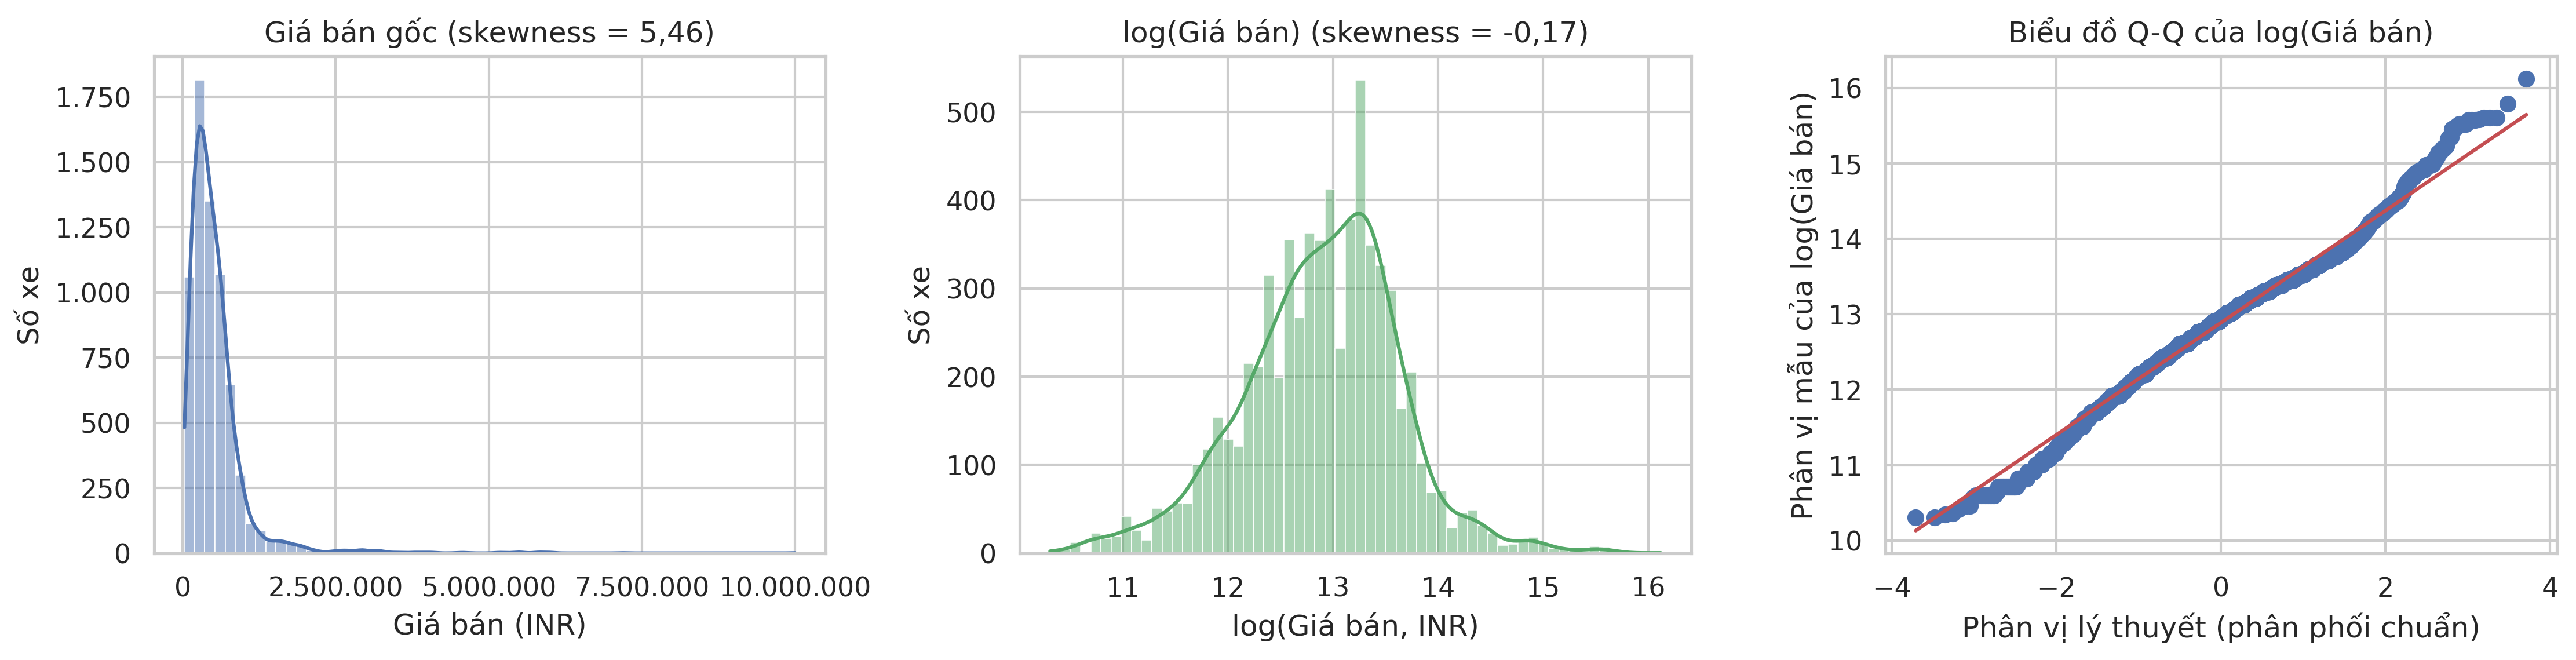 Giá bán gốc (skewness = 5,46)
1.750
1.500
1.250
1.000
750
500
250
0
Số xe
0 2.500.000 5.000.000 7.500.000 10.000.000
Giá bán (INR)
log(Giá bán) (skewness = -0,17)
500
400
300
200
100
0
Số xe
11 12 13 14 15 16
log(Giá bán, INR)
Biểu đồ Q-Q của log(Giá bán)
16
15
14
13
12
11
10
Phân vị mẫu của log(Giá bán)
−4 −2 0 2 4
Phân vị lý thuyết (phân phối chuẩn)